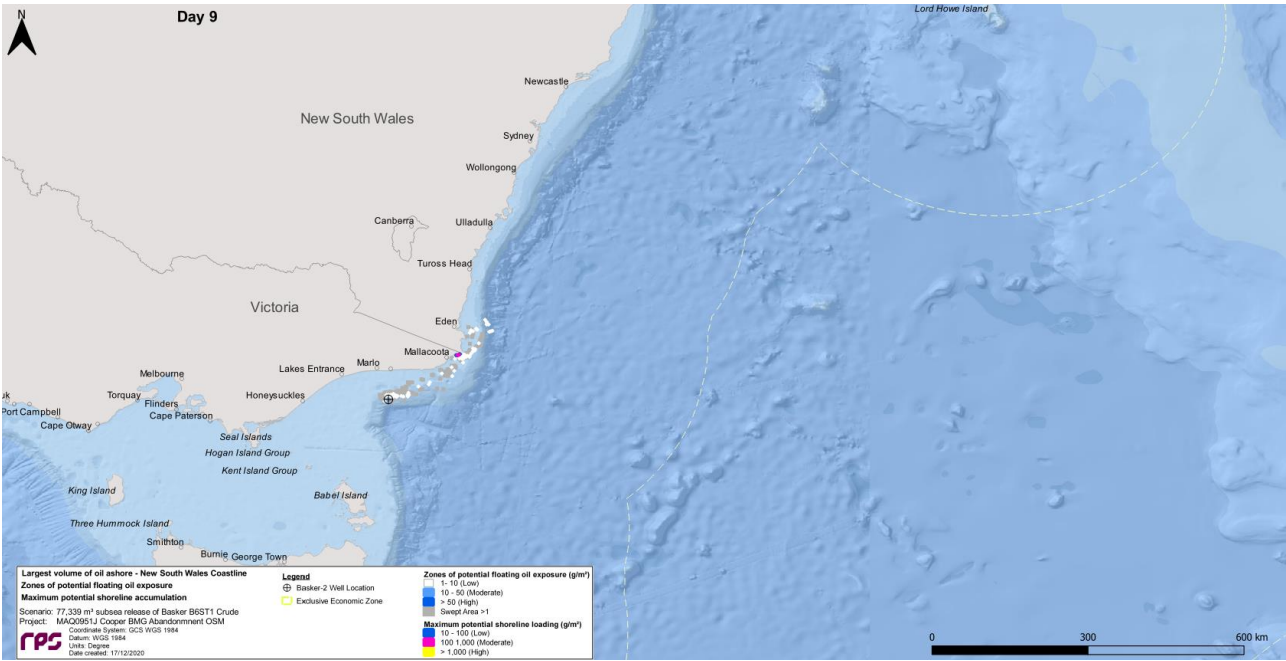 Day 9
N
Lord Howe Island
Newcastle
New South Wales
Sydney
Wollongong
Canberra
Ulladulla
Tuross Head
Victoria
Eden
Mallacoota
Marlo
Lakes Entrance
Melbourne
Honeysuckles
Torquay
Flinders
Cape Paterson
uk
Port Campbell
Cape Otway
Seal Islands
Hogan Island Group
Kent Island Group
King Island
Babel Island
Three Hummock Island
Smithton
Burnie
George Town
Largest volume of oil ashore - New South Wales Coastline
Zones of potential floating oil exposure
Maximum potential shoreline accumulation
Scenario: 77,339 m³ subsea release of Basker B6ST1 Crude
Project: MAQ0951J Cooper BMG Abandonmnent OSM
Coordinate System: GCS WGS 1984
Datum: WGS 1984
Units: Degree
Date created: 17/12/2020
rps
Legend
Basker-2 Well Location
Exclusive Economic Zone
Zones of potential floating oil exposure (g/m²)
1- 10 (Low)
10 - 50 (Moderate)
> 50 (High)
Swept Area >1
Maximum potential shoreline loading (g/m²)
10 - 100 (Low)
100 1,000 (Moderate)
> 1,000 (High)
0 300 600 km